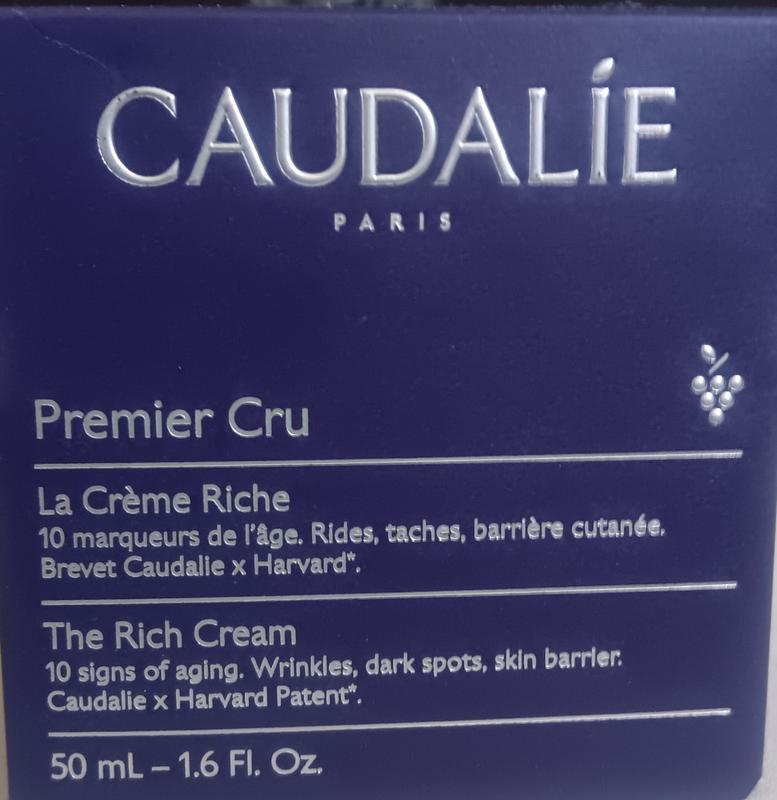 CAUDALÍE
PARIS
Premier Cru
La Crème Riche
10 marqueurs de l'âge. Rides, taches, barrière cutanée.
Brevet Caudalie x Harvard*.
The Rich Cream
10 signs of aging. Wrinkles, dark spots, skin barrier.
Caudalie x Harvard Patent*.
50 mL – 1.6 Fl. Oz.